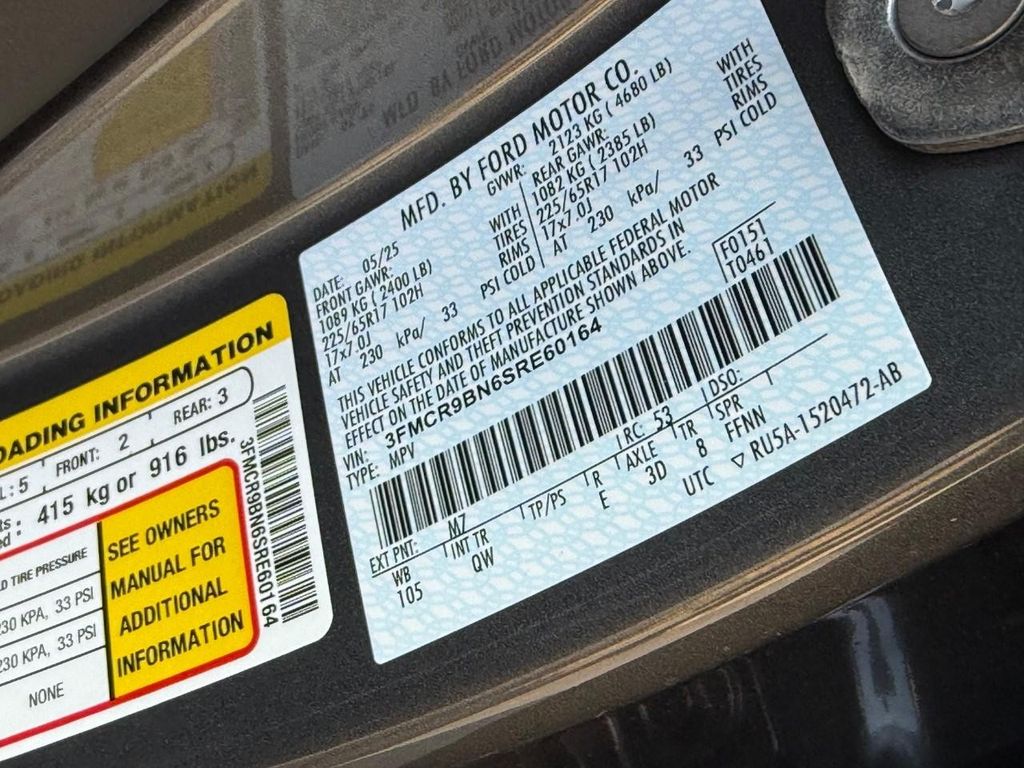 MFD. BY FORD MOTOR CO.
DATE: 05/25
GVWR: 2123 KG ( 4680 LB)
FRONT GAWR:
1089 KG ( 2400 LB)
225/65R17 102H
17x7.0J
AT 230 kPa/ 33
WITH
TIRES
RIMS
PSI COLD
REAR GAWR:
1082 KG ( 2385 LB)
225/65R17 102H
17x7.0J
AT 230 kPa/ 33
WITH
TIRES
RIMS
PSI COLD
THIS VEHICLE CONFORMS TO ALL APPLICABLE FEDERAL MOTOR
VEHICLE SAFETY AND THEFT PREVENTION STANDARDS IN
EFFECT ON THE DATE OF MANUFACTURE SHOWN ABOVE.
VIN: 3FMCR9BN6SRE60164
TYPE: MPV
F0151
T0461
EXT PNT: M7 RC: 53 DSO:
WB INT TR TP/PS R AXLE TR SPR
105 QW E 3D 8 FFNN
UTC ▽ RU5A-1520472-AB
OADING INFORMATION
L: 5 FRONT: 2 REAR: 3
415 kg or 916 lbs.
TIRE PRESSURE
230 KPA, 33 PSI
230 KPA, 33 PSI
NONE
SEE OWNERS
MANUAL FOR
ADDITIONAL
INFORMATION
3FMCR9BN6SRE60164